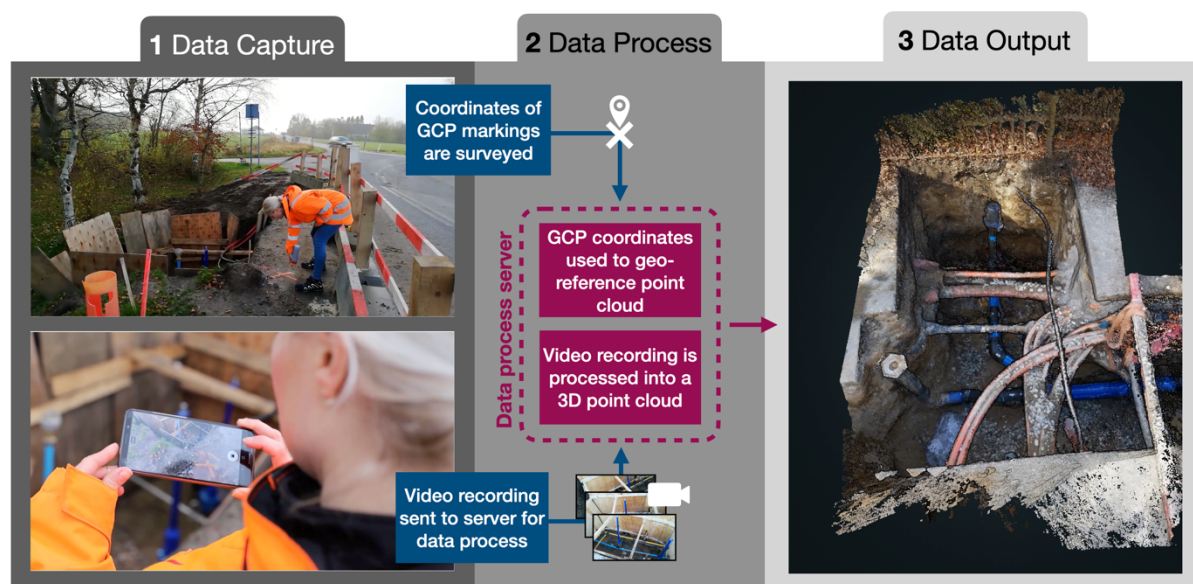 1 Data Capture
2 Data Process
3 Data Output
Coordinates of
GCP markings
are surveyed
Data process server
GCP coordinates
used to geo-
reference point
cloud
Video recording is
processed into a
3D point cloud
Video recording
sent to server for
data process